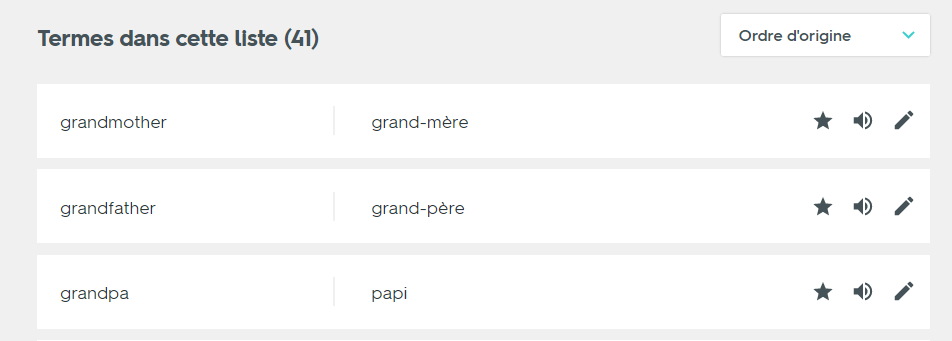 Termes dans cette liste (41)
Ordre d'origine
grandmother grand-mère
grandfather grand-père
grandpa papi